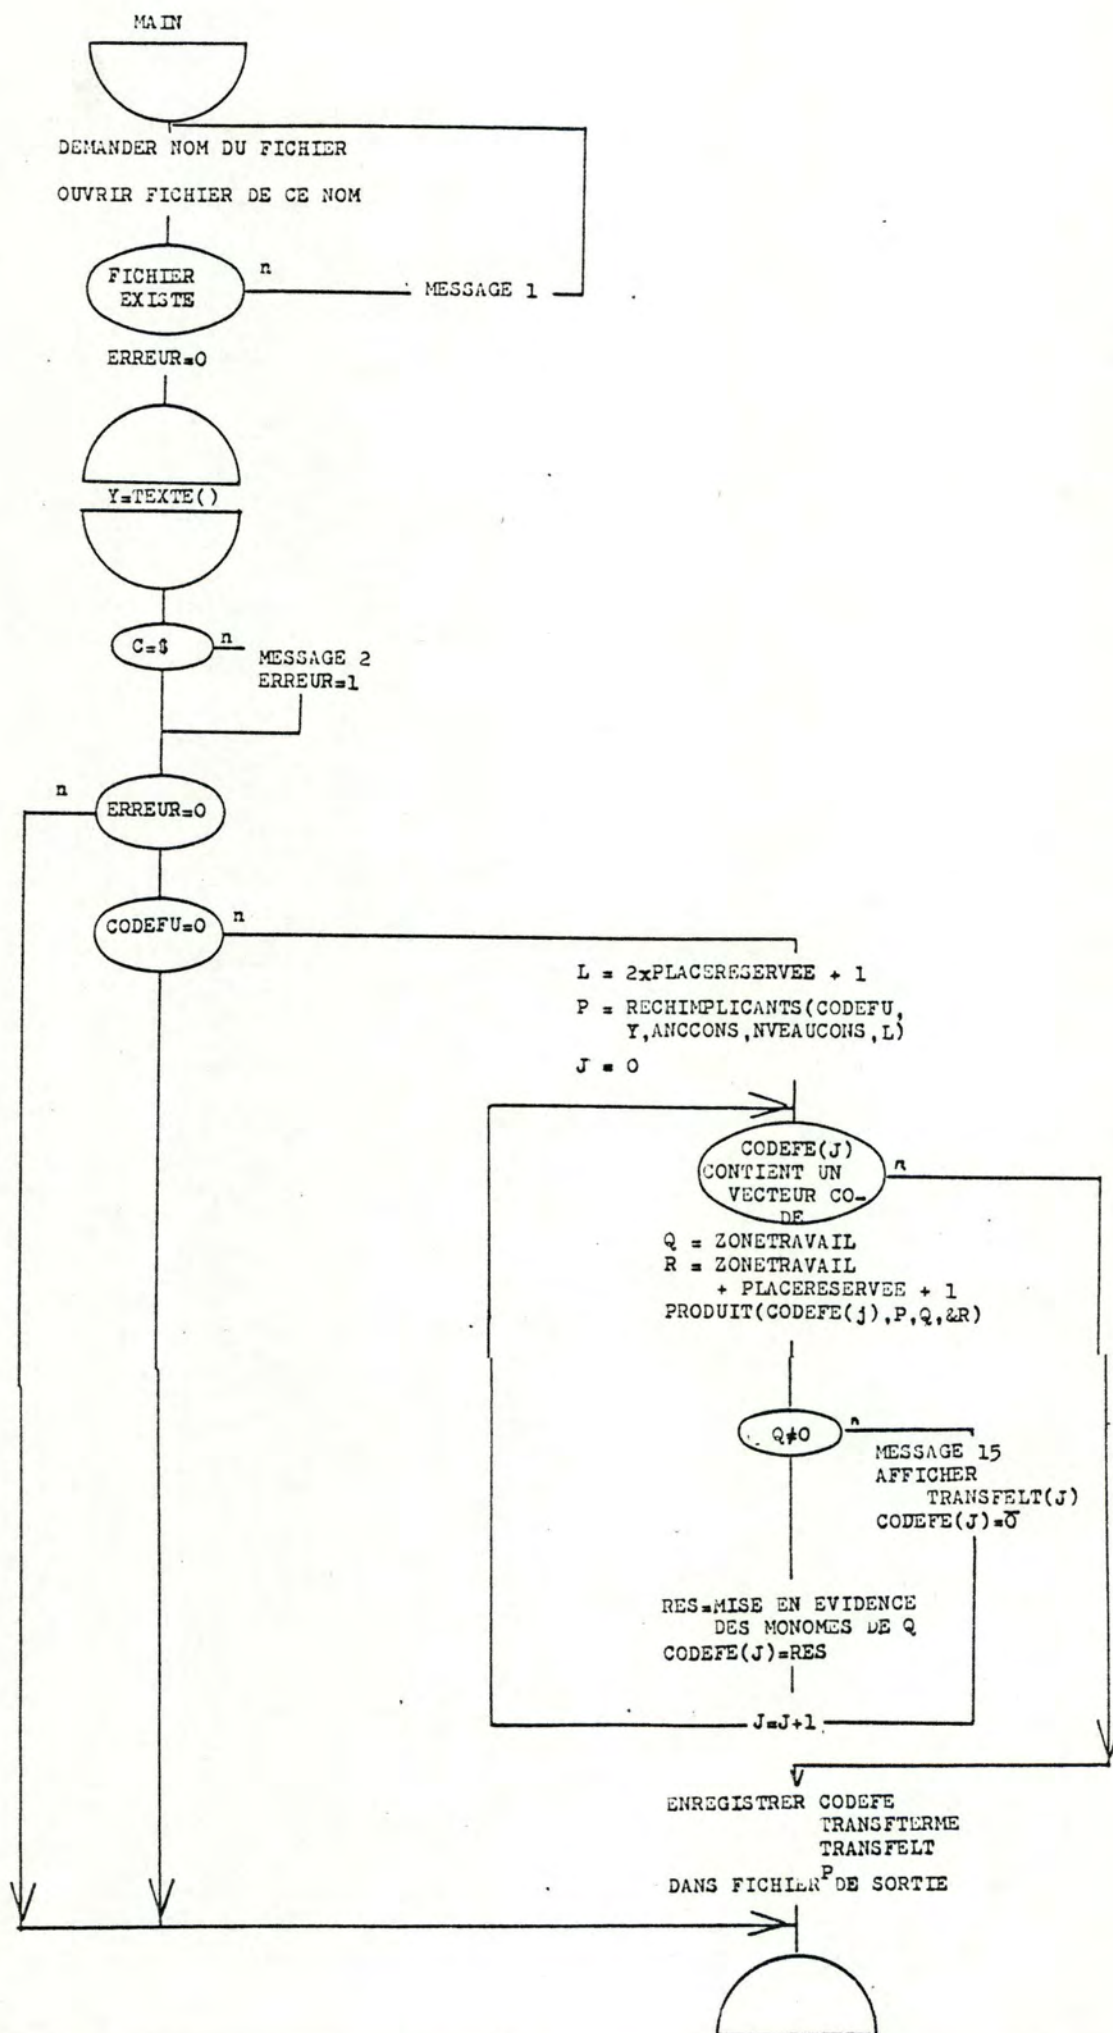 MAIN
DEMANDER NOM DU FICHIER
OUVRIR FICHIER DE CE NOM
FICHIER
EXISTE
n
MESSAGE 1
ERREUR=0
Y=TEXTE()
C=$
n
MESSAGE 2
ERREUR=1
n
ERREUR=0
CODEFU=0
n
L = 2xPLACERESERVEE + 1
P = RECHIMPLICANTS(CODEFU,
Y,ANCCONS,NVEAUCONS,L)
J = 0
CODEFE(J)
CONTIENT UN
VECTEUR CO-
DE
n
Q = ZONETRAVAIL
R = ZONETRAVAIL
+ PLACERESERVEE + 1
PRODUIT(CODEFE(j),P,Q,&R)
Q≠0
n
MESSAGE 15
AFFICHER
TRANSFELT(J)
CODEFE(J)=0̅
RES=MISE EN EVIDENCE
DES MONOMES DE Q
CODEFE(J)=RES
J=J+1
ENREGISTRER CODEFE
TRANSFTERME
TRANSFELT
P
DANS FICHIER DE SORTIE